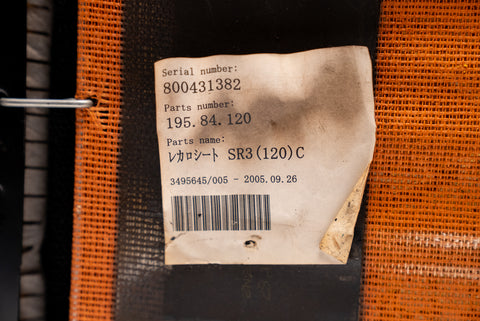 Serial number:
800431382
Parts number:
195.84.120
Parts name:
ﾚｶﾛｼｰﾄ SR3(120)C
3495645/005 - 2005.09.26